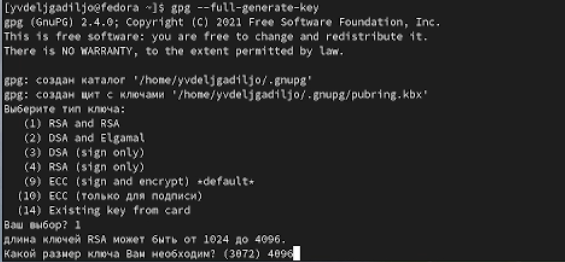 [yvdeljgadiljo@fedora ~]$ gpg --full-generate-key
gpg (GnuPG) 2.4.0; Copyright (C) 2021 Free Software Foundation, Inc.
This is free software: you are free to change and redistribute it.
There is NO WARRANTY, to the extent permitted by law.
gpg: создан каталог '/home/yvdeljgadiljo/.gnupg'
gpg: создан щит с ключами '/home/yvdeljgadiljo/.gnupg/pubring.kbx'
Выберите тип ключа:
(1) RSA and RSA
(2) DSA and Elgamal
(3) DSA (sign only)
(4) RSA (sign only)
(9) ECC (sign and encrypt) *default*
(10) ECC (только для подписи)
(14) Existing key from card
Ваш выбор? 1
длина ключей RSA может быть от 1024 до 4096.
Какой размер ключа Вам необходим? (3072) 4096